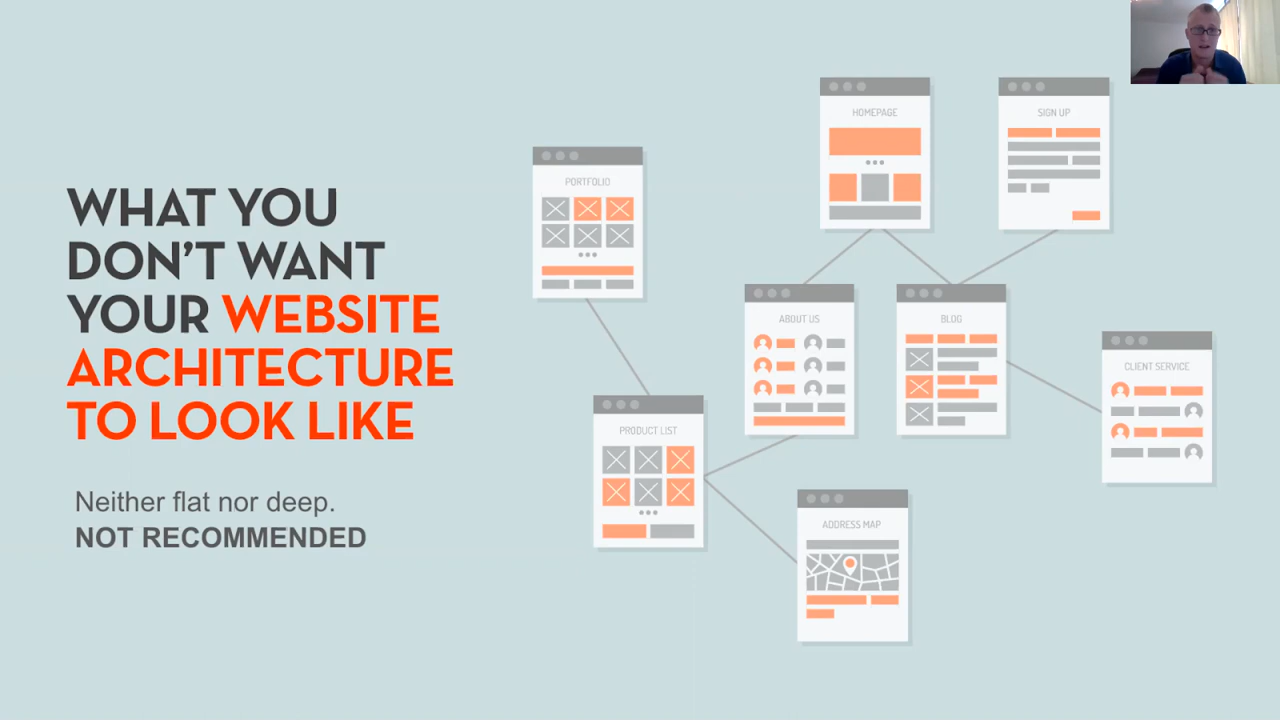 WHAT YOU
DON'T WANT
YOUR WEBSITE
ARCHITECTURE
TO LOOK LIKE
Neither flat nor deep.
NOT RECOMMENDED
PORTFOLIO
HOMEPAGE
SIGN UP
ABOUT US
BLOG
CLIENT SERVICE
PRODUCT LIST
ADDRESS MAP